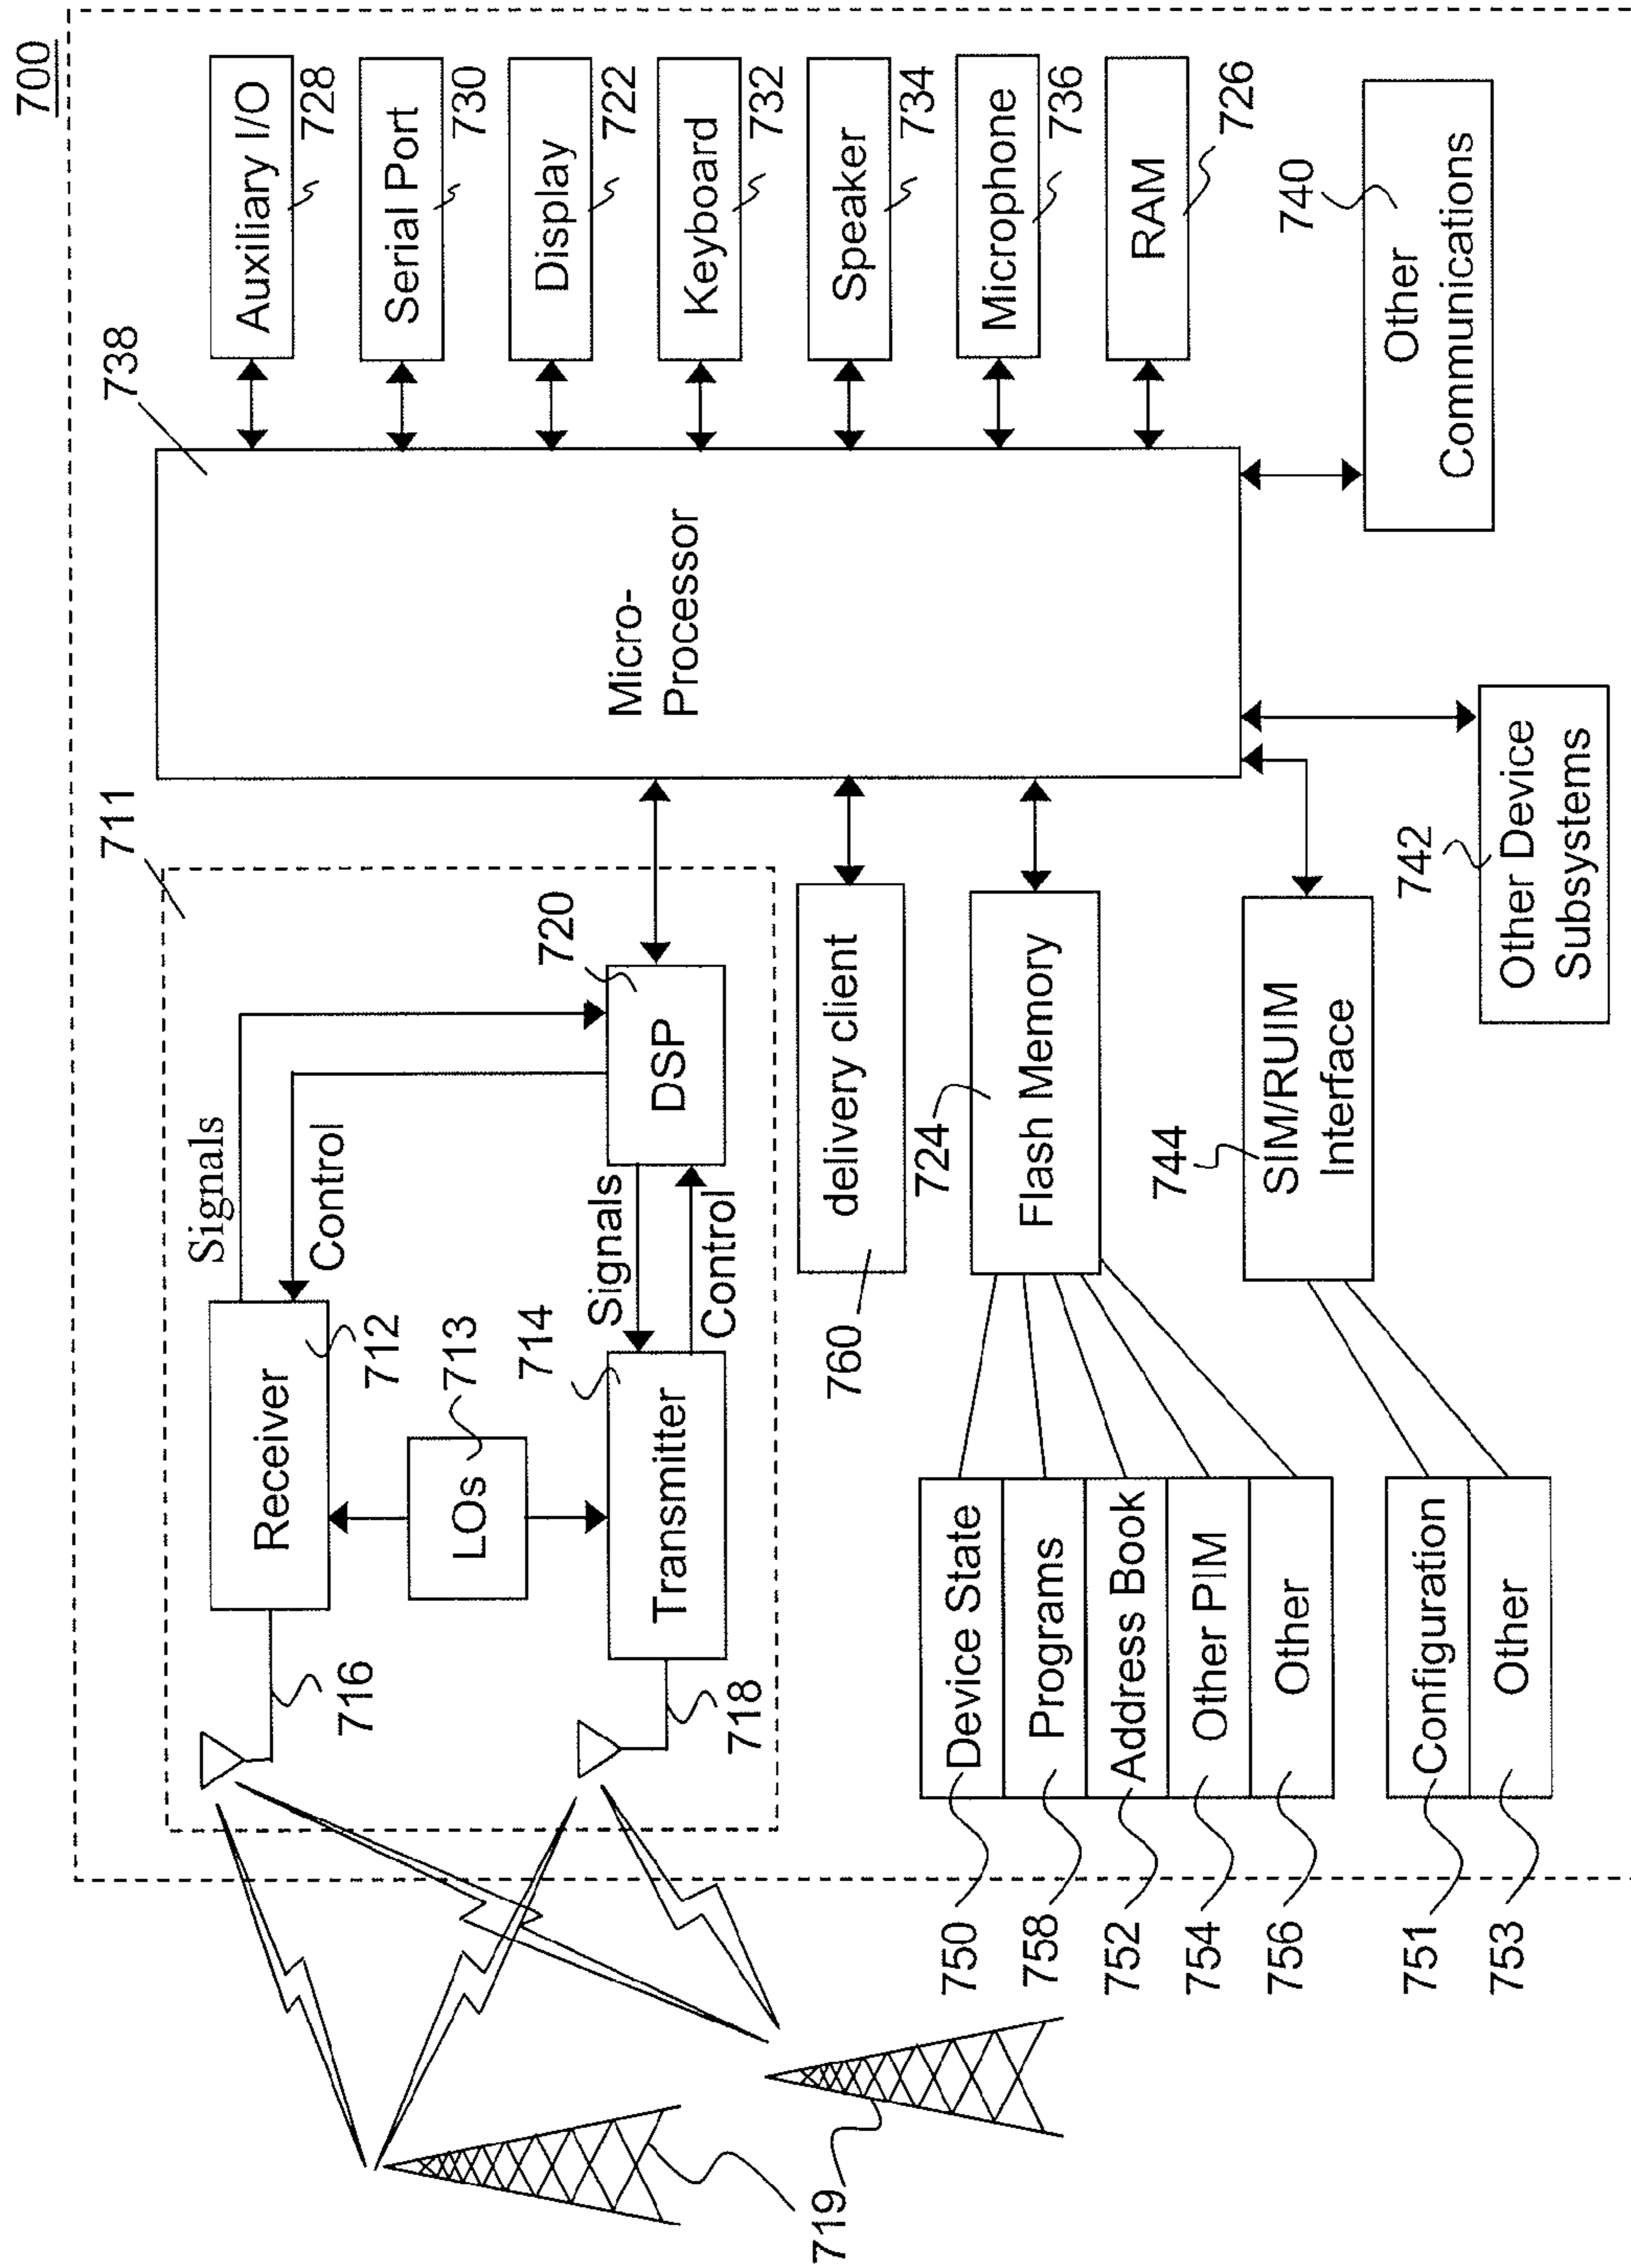 700
738
711
Auxiliary I/O
728
Serial Port
730
Display
722
Keyboard
732
Speaker
734
Microphone
736
RAM
726
Micro-
Processor
Other
Communications
740
Other Device
Subsystems
742
Signals
Control
Receiver
712
LOs
713
Transmitter
714
Signals
Control
DSP
720
716
718
719
delivery client
760
Flash Memory
724
SIM/RUIM
Interface
744
Device State
750
Programs
758
Address Book
752
Other PIM
754
Other
756
Configuration
751
Other
753